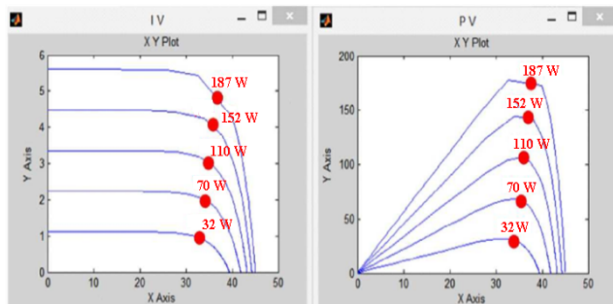 I V
X Y Plot
6
5
4
3
2
1
0
0
10
20
30
40
50
Y Axis
X Axis
187 W
152 W
110 W
70 W
32 W
P V
X Y Plot
200
150
100
50
0
0
10
20
30
40
50
Y Axis
X Axis
187 W
152 W
110 W
70 W
32 W